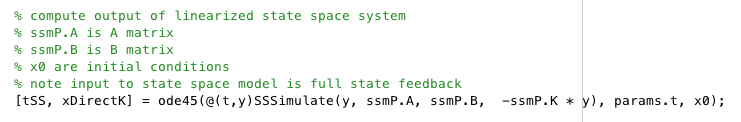 % compute output of linearized state space system
% ssmP.A is A matrix
% ssmP.B is B matrix
% x0 are initial conditions
% note input to state space model is full state feedback
[tSS, xDirectK] = ode45(@(t,y)SSSimulate(y, ssmP.A, ssmP.B,  -ssmP.K * y), params.t, x0);